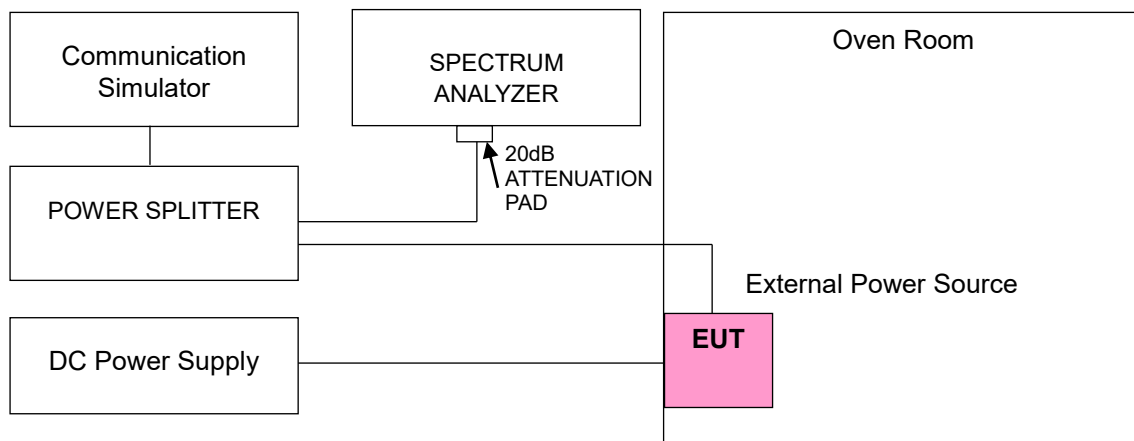 Communication
Simulator
SPECTRUM
ANALYZER
Oven Room
20dB
ATTENUATION
PAD
POWER SPLITTER
External Power Source
EUT
DC Power Supply